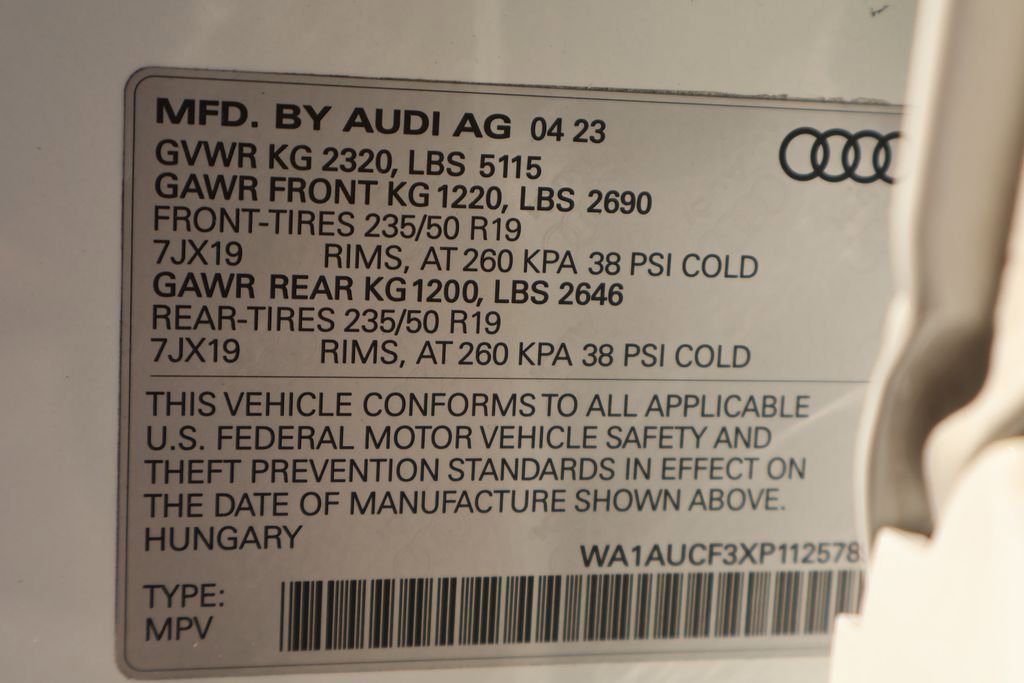 MFD. BY AUDI AG 04 23
GVWR KG 2320, LBS 5115
GAWR FRONT KG 1220, LBS 2690
FRONT-TIRES 235/50 R19
7JX19 RIMS, AT 260 KPA 38 PSI COLD
GAWR REAR KG 1200, LBS 2646
REAR-TIRES 235/50 R19
7JX19 RIMS, AT 260 KPA 38 PSI COLD
THIS VEHICLE CONFORMS TO ALL APPLICABLE
U.S. FEDERAL MOTOR VEHICLE SAFETY AND
THEFT PREVENTION STANDARDS IN EFFECT ON
THE DATE OF MANUFACTURE SHOWN ABOVE.
HUNGARY
TYPE:
MPV